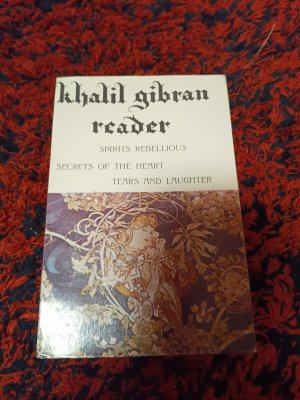 khalil gibran
reader
SPIRITS REBELLIOUS
SECRETS OF THE HEART
TEARS AND LAUGHTER